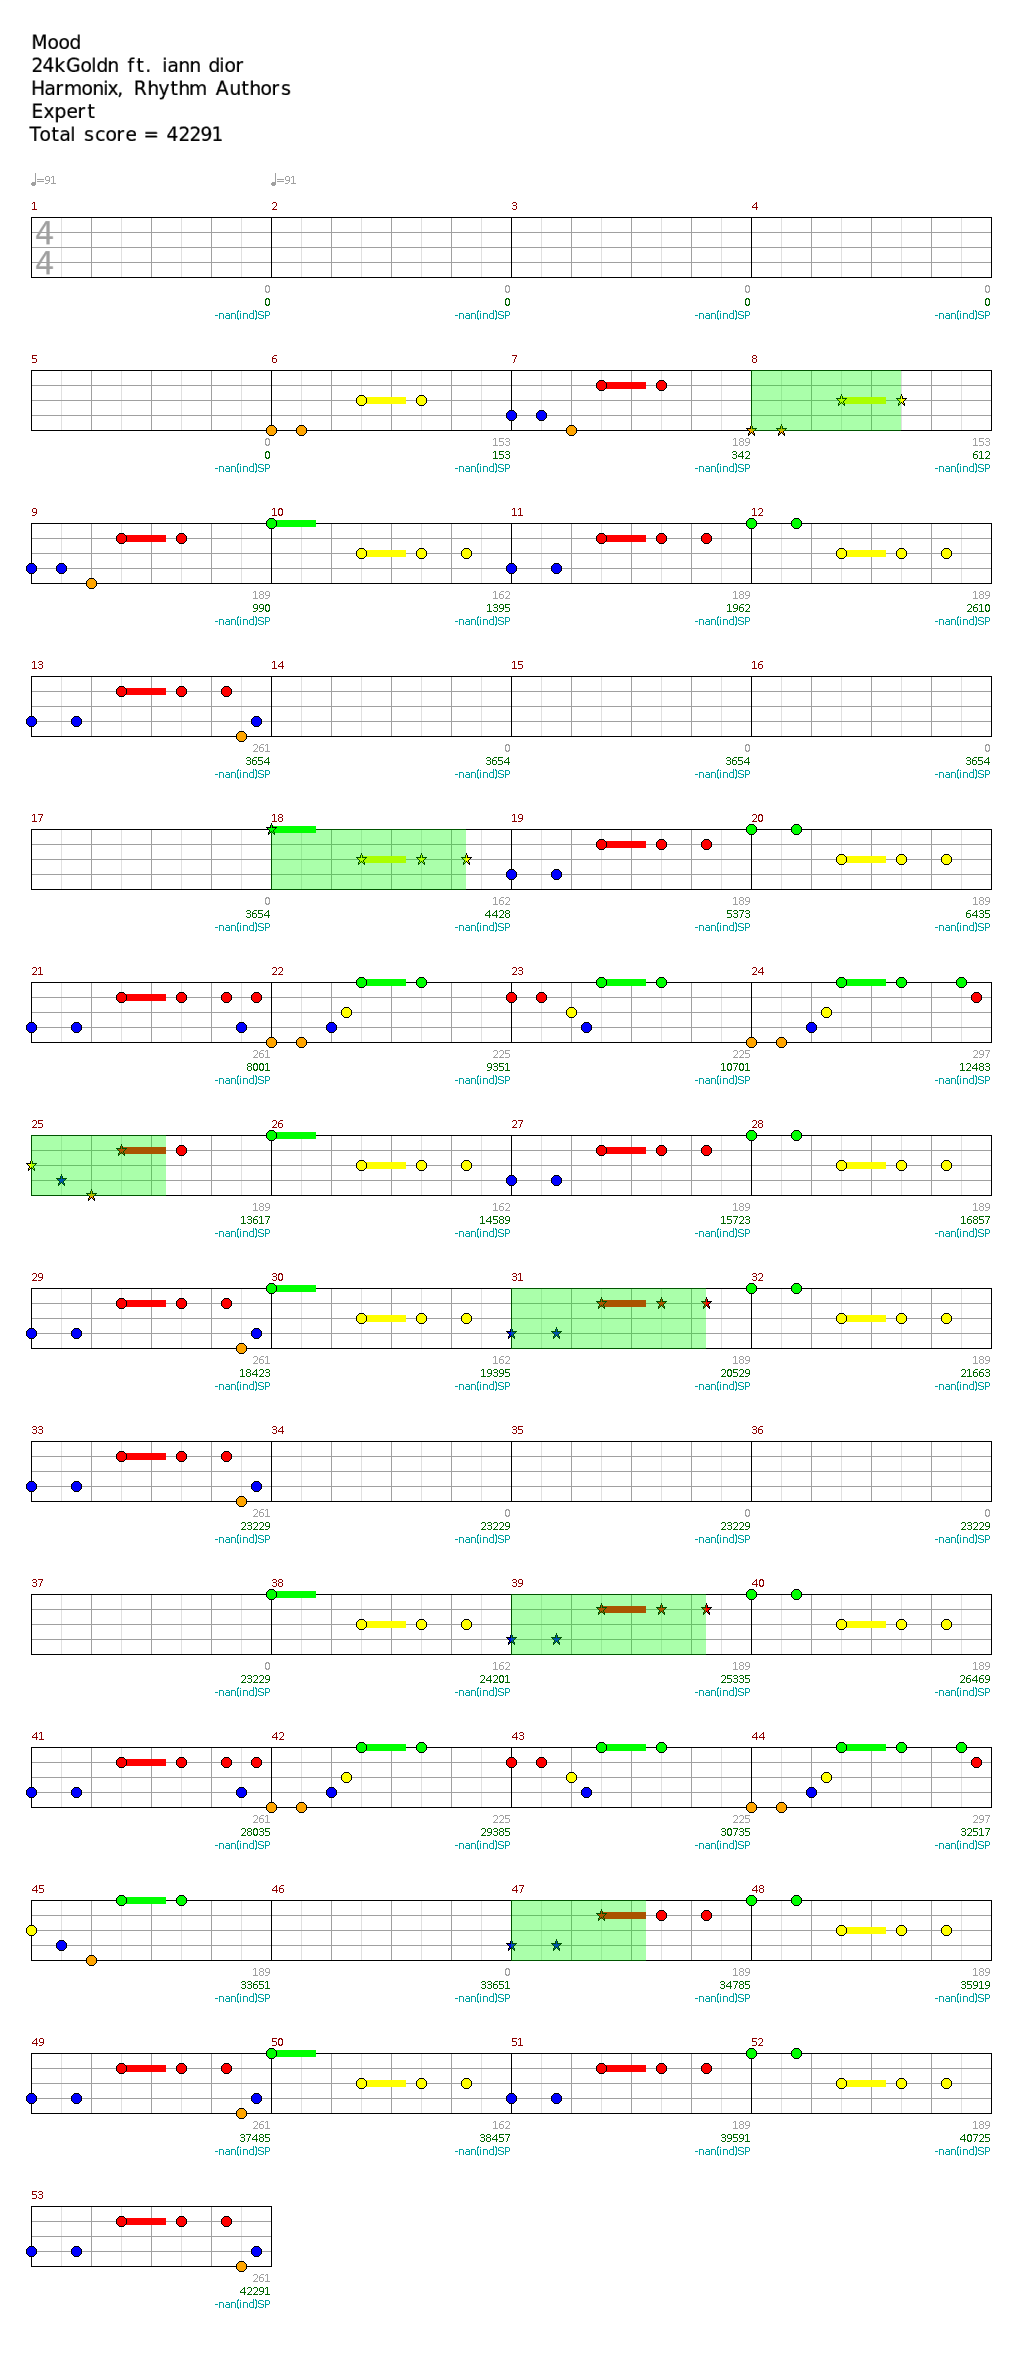 Mood
24kGoldn ft. iann dior
Harmonix, Rhythm Authors
Expert
Total score = 42291
♩=91 ♩=91
1 2 3 4
4
4
0 0 0 0
0 0 0 0
-nan(ind)SP -nan(ind)SP -nan(ind)SP -nan(ind)SP
5 6 7 8
0 153 189 153
0 153 342 612
-nan(ind)SP -nan(ind)SP -nan(ind)SP -nan(ind)SP
9 10 11 12
189 162 189 189
990 1395 1962 2610
-nan(ind)SP -nan(ind)SP -nan(ind)SP -nan(ind)SP
13 14 15 16
261 0 0 0
3654 3654 3654 3654
-nan(ind)SP -nan(ind)SP -nan(ind)SP -nan(ind)SP
17 18 19 20
0 162 189 189
3654 4428 5373 6435
-nan(ind)SP -nan(ind)SP -nan(ind)SP -nan(ind)SP
21 22 23 24
261 225 225 297
8001 9351 10701 12483
-nan(ind)SP -nan(ind)SP -nan(ind)SP -nan(ind)SP
25 26 27 28
189 162 189 189
13617 14589 15723 16857
-nan(ind)SP -nan(ind)SP -nan(ind)SP -nan(ind)SP
29 30 31 32
261 162 189 189
18423 19395 20529 21663
-nan(ind)SP -nan(ind)SP -nan(ind)SP -nan(ind)SP
33 34 35 36
261 0 0 0
23229 23229 23229 23229
-nan(ind)SP -nan(ind)SP -nan(ind)SP -nan(ind)SP
37 38 39 40
0 162 189 189
23229 24201 25335 26469
-nan(ind)SP -nan(ind)SP -nan(ind)SP -nan(ind)SP
41 42 43 44
261 225 225 297
28035 29385 30735 32517
-nan(ind)SP -nan(ind)SP -nan(ind)SP -nan(ind)SP
45 46 47 48
189 0 189 189
33651 33651 34785 35919
-nan(ind)SP -nan(ind)SP -nan(ind)SP -nan(ind)SP
49 50 51 52
261 162 189 189
37485 38457 39591 40725
-nan(ind)SP -nan(ind)SP -nan(ind)SP -nan(ind)SP
53
261
42291
-nan(ind)SP